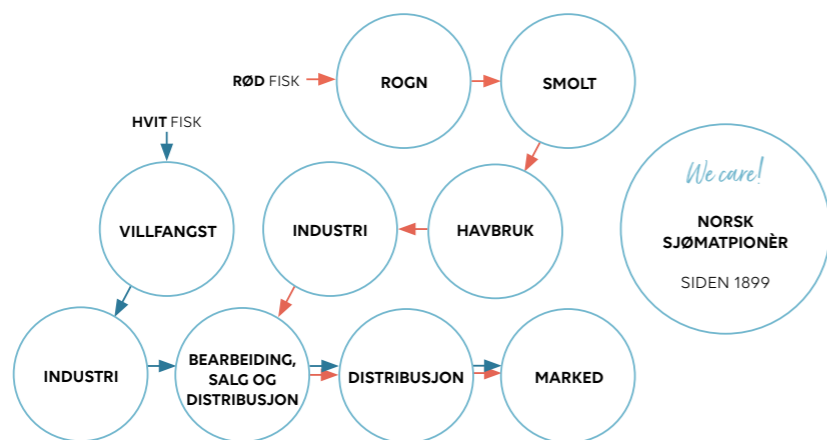 RØD FISK
ROGN
SMOLT
HVIT FISK
VILLFANGST
INDUSTRI
HAVBRUK
We care!
NORSK
SJØMATPIONÈR
SIDEN 1899
INDUSTRI
BEARBEIDING,
SALG OG
DISTRIBUSJON
DISTRIBUSJON
MARKED